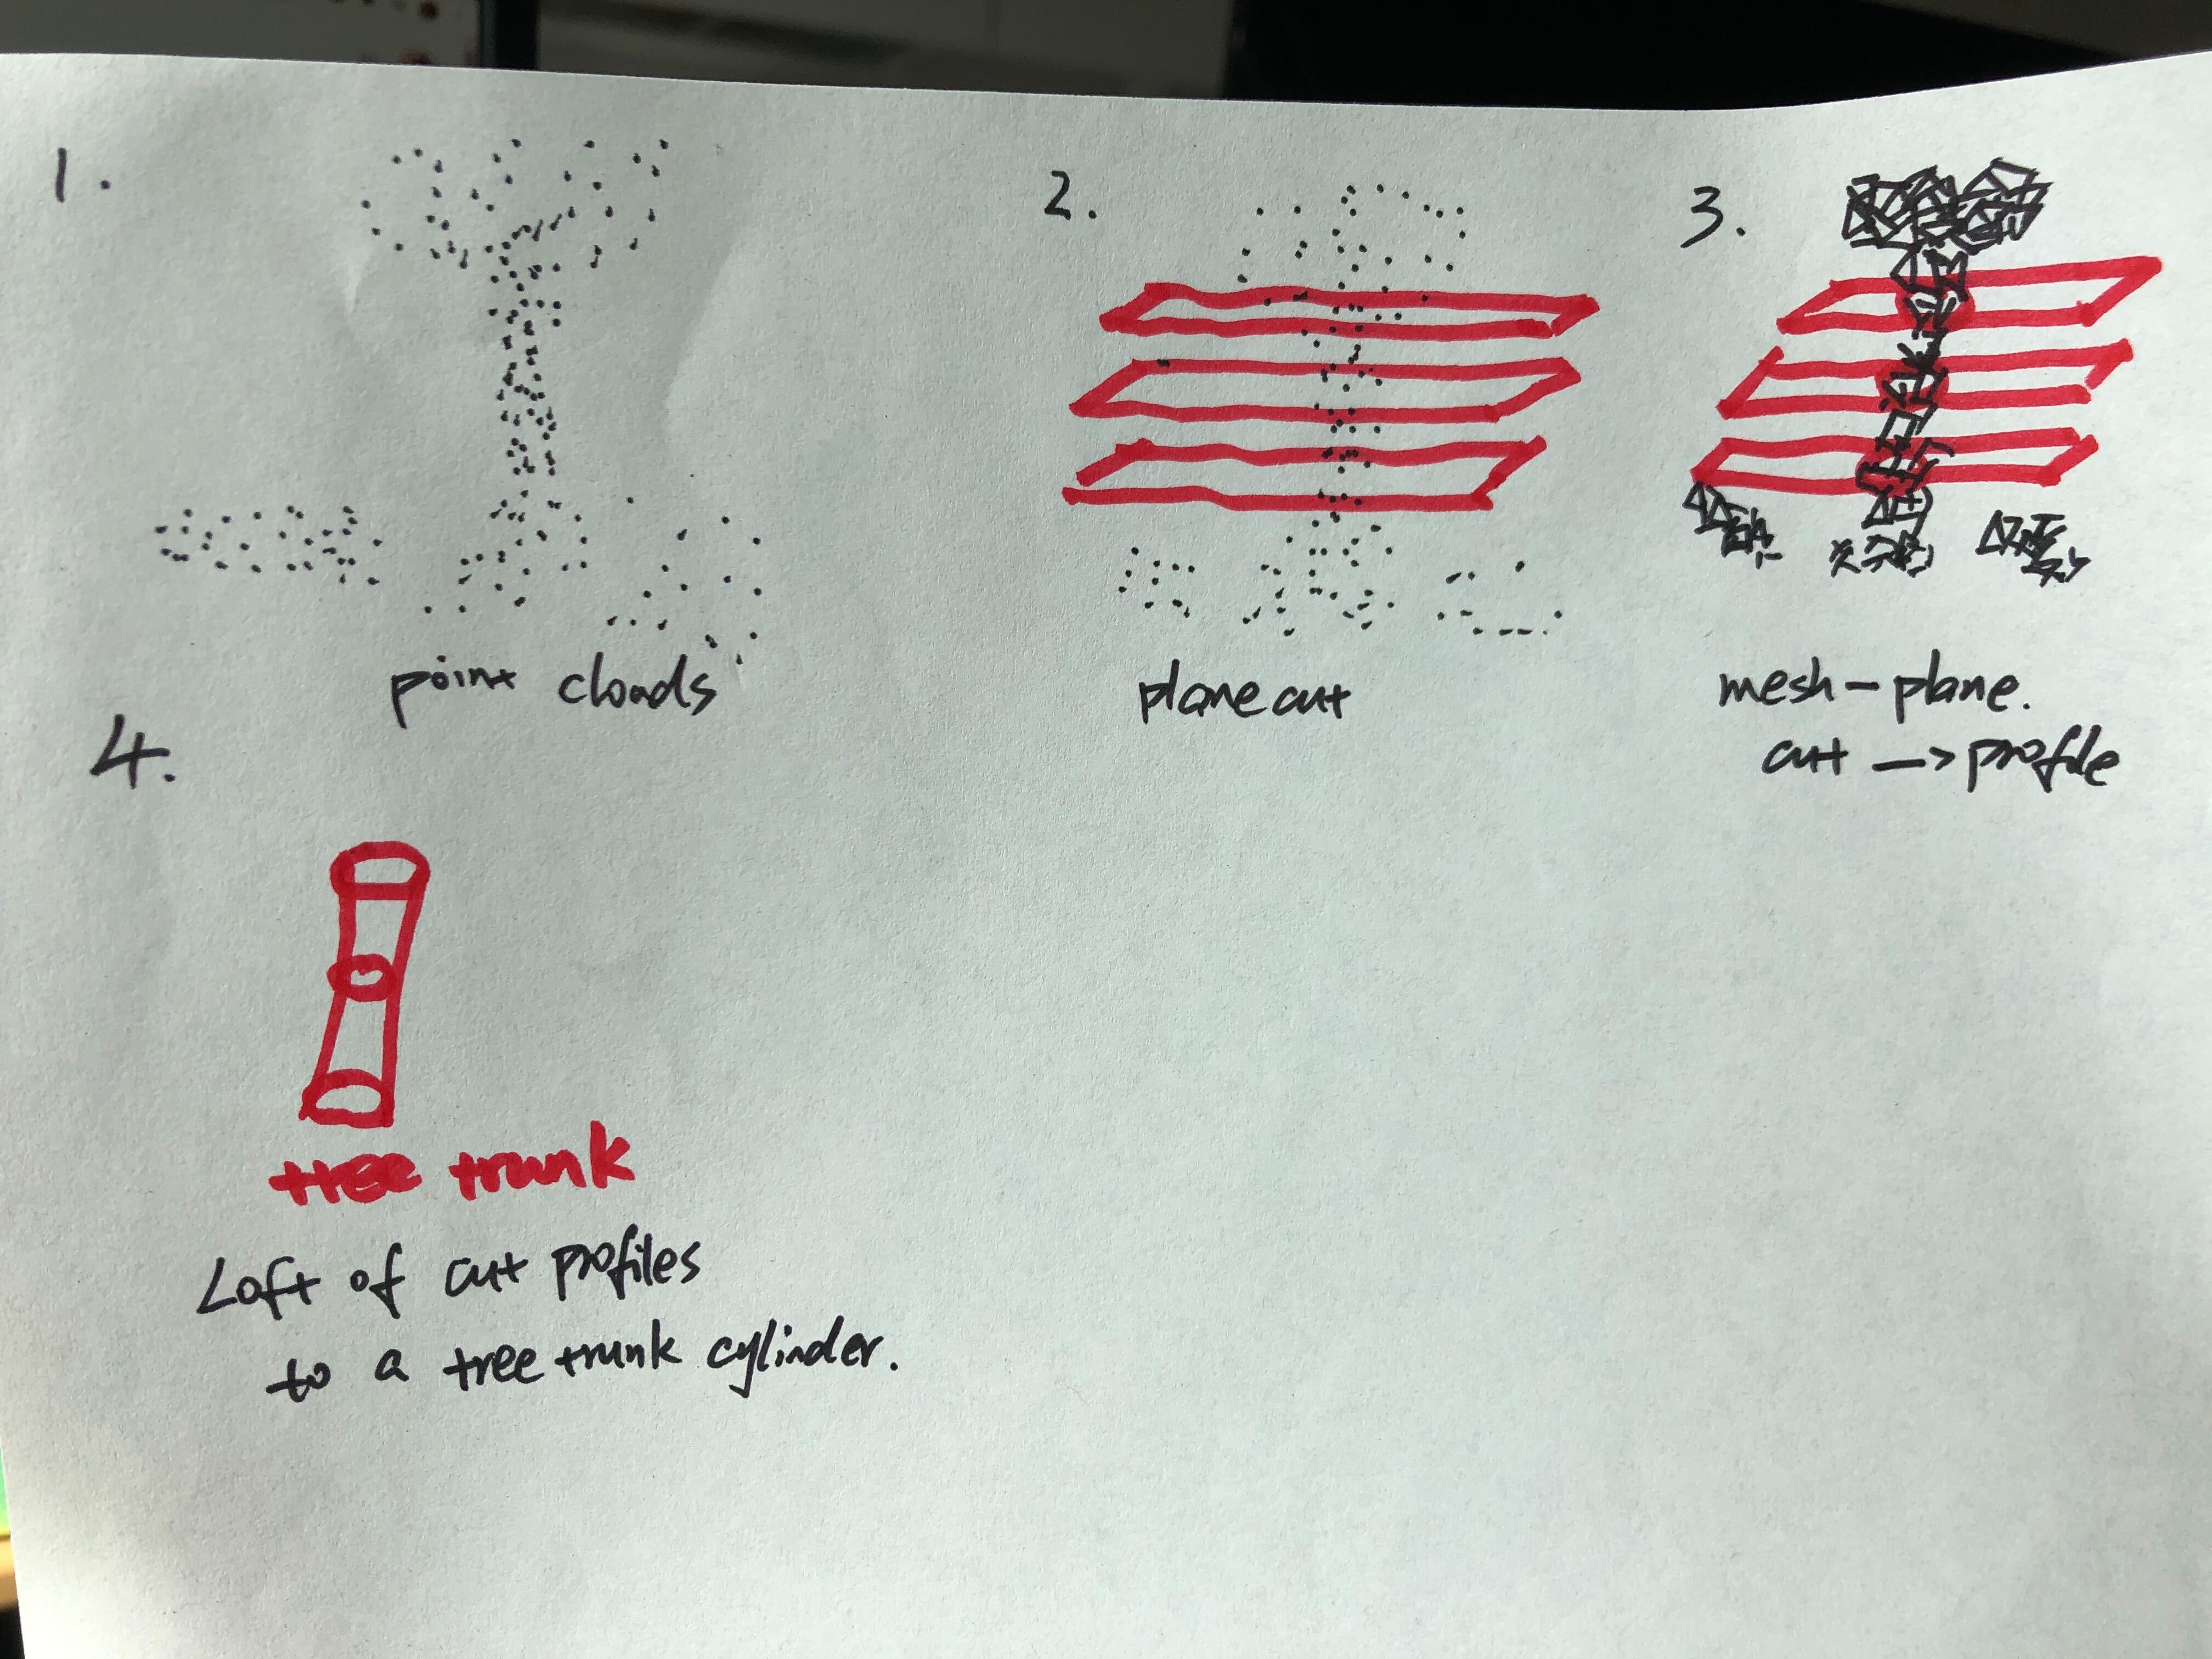 1.
2.
3.
point clouds
plane cut
mesh-plane.
cut -> profile
4.
tree trunk
Loft of cut profiles
to a tree trunk cylinder.